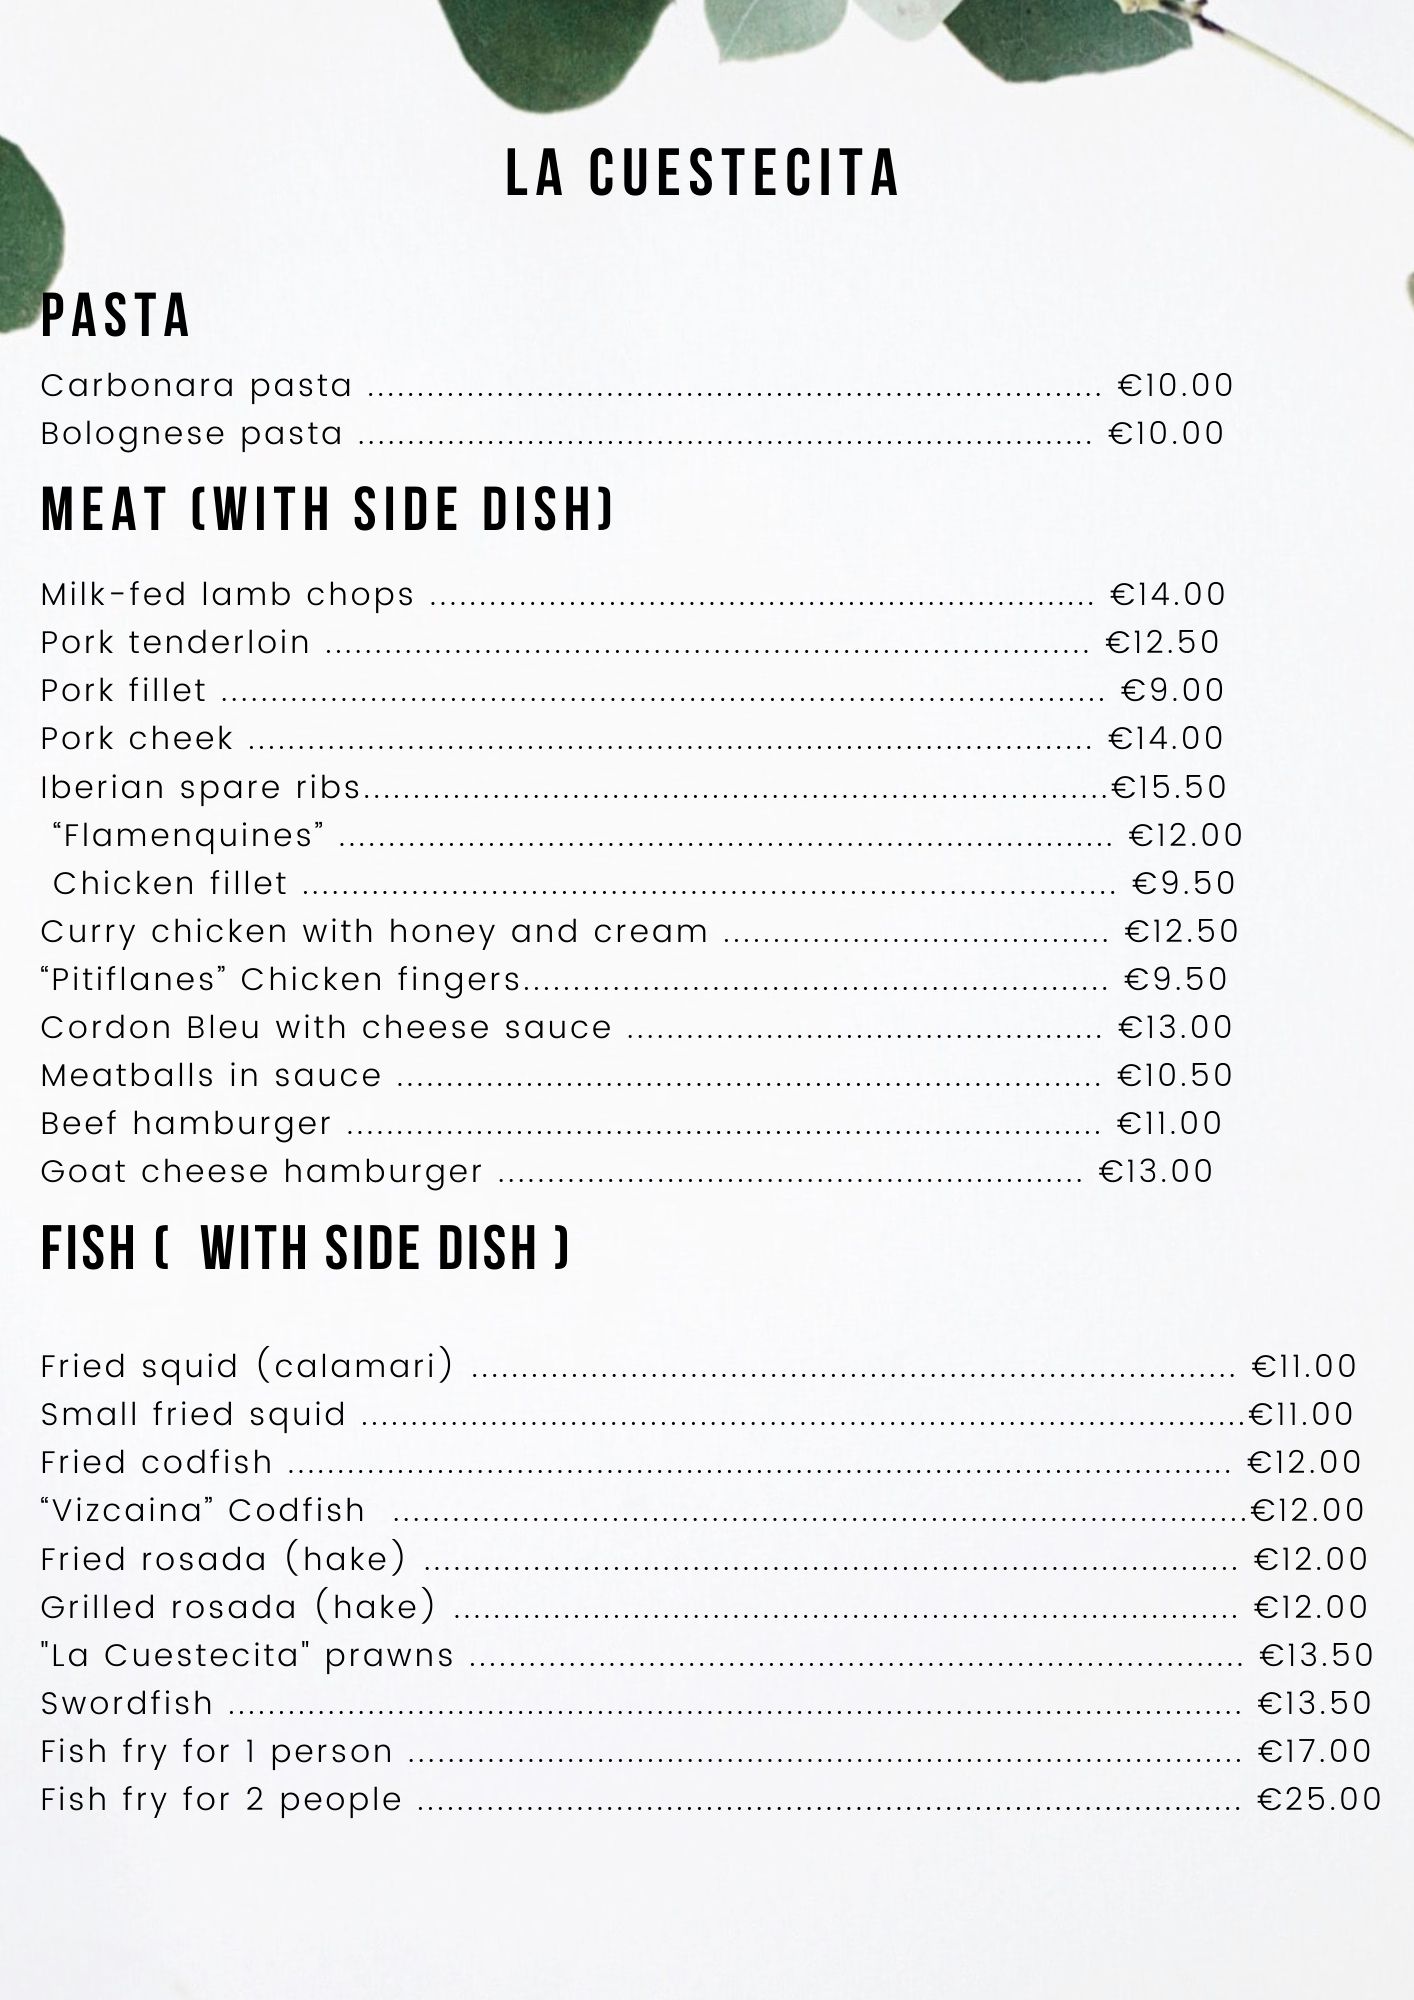 LA CUESTECITA
PASTA
Carbonara pasta ........................................................................... €10.00
Bolognese pasta ........................................................................... €10.00
MEAT (WITH SIDE DISH)
Milk-fed lamb chops .................................................................... €14.00
Pork tenderloin .............................................................................. €12.50
Pork fillet .......................................................................................... €9.00
Pork cheek ...................................................................................... €14.00
Iberian spare ribs............................................................................€15.50
“Flamenquines” ............................................................................... €12.00
Chicken fillet ................................................................................... €9.50
Curry chicken with honey and cream ....................................... €12.50
“Pitiflanes” Chicken fingers............................................................ €9.50
Cordon Bleu with cheese sauce ................................................ €13.00
Meatballs in sauce ........................................................................ €10.50
Beef hamburger ............................................................................. €11.00
Goat cheese hamburger ............................................................ €13.00
FISH ( WITH SIDE DISH )
Fried squid (calamari) .............................................................................. €11.00
Small fried squid ..........................................................................................€11.00
Fried codfish ................................................................................................ €12.00
“Vizcaina” Codfish .......................................................................................€12.00
Fried rosada (hake) ................................................................................... €12.00
Grilled rosada (hake) ................................................................................ €12.00
"La Cuestecita" prawns ............................................................................... €13.50
Swordfish ....................................................................................................... €13.50
Fish fry for 1 person ..................................................................................... €17.00
Fish fry for 2 people .................................................................................... €25.00